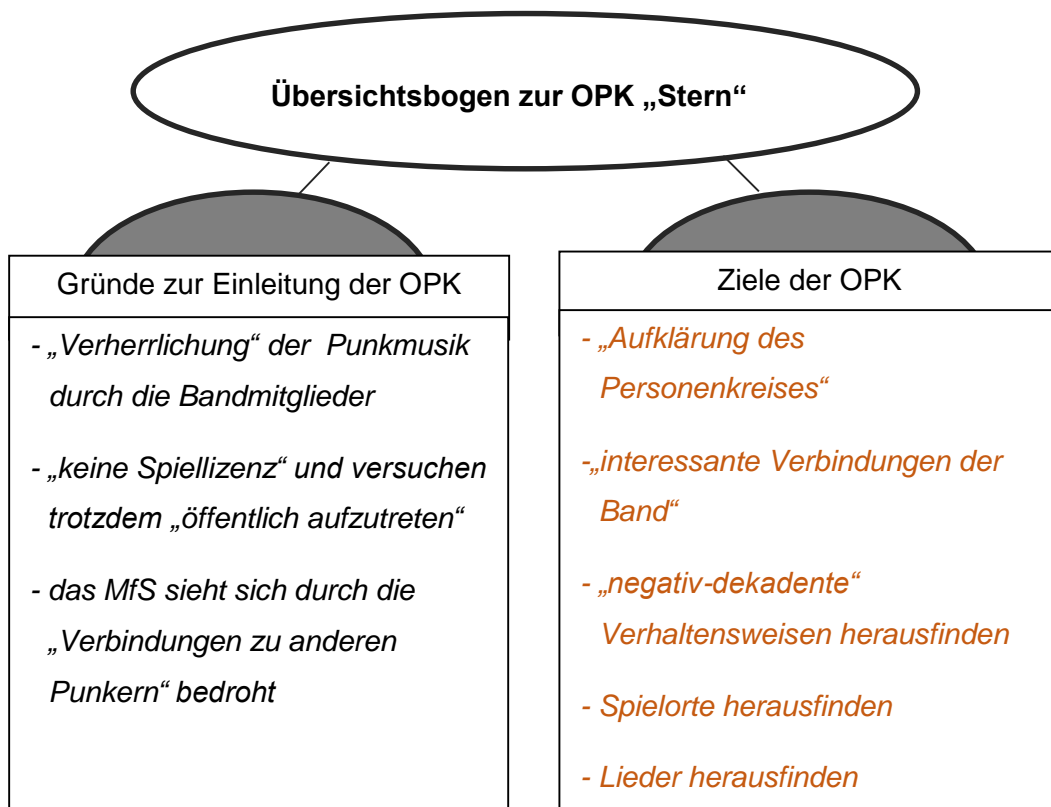 Übersichtsbogen zur OPK „Stern“
Gründe zur Einleitung der OPK
- „Verherrlichung“ der Punkmusik
durch die Bandmitglieder
- „keine Spiellizenz“ und versuchen
trotzdem „öffentlich aufzutreten“
- das MfS sieht sich durch die
„Verbindungen zu anderen
Punkern“ bedroht
Ziele der OPK
- „Aufklärung des
Personenkreises“
-„interessante Verbindungen der
Band“
- „negativ-dekadente“
Verhaltensweisen herausfinden
- Spielorte herausfinden
- Lieder herausfinden